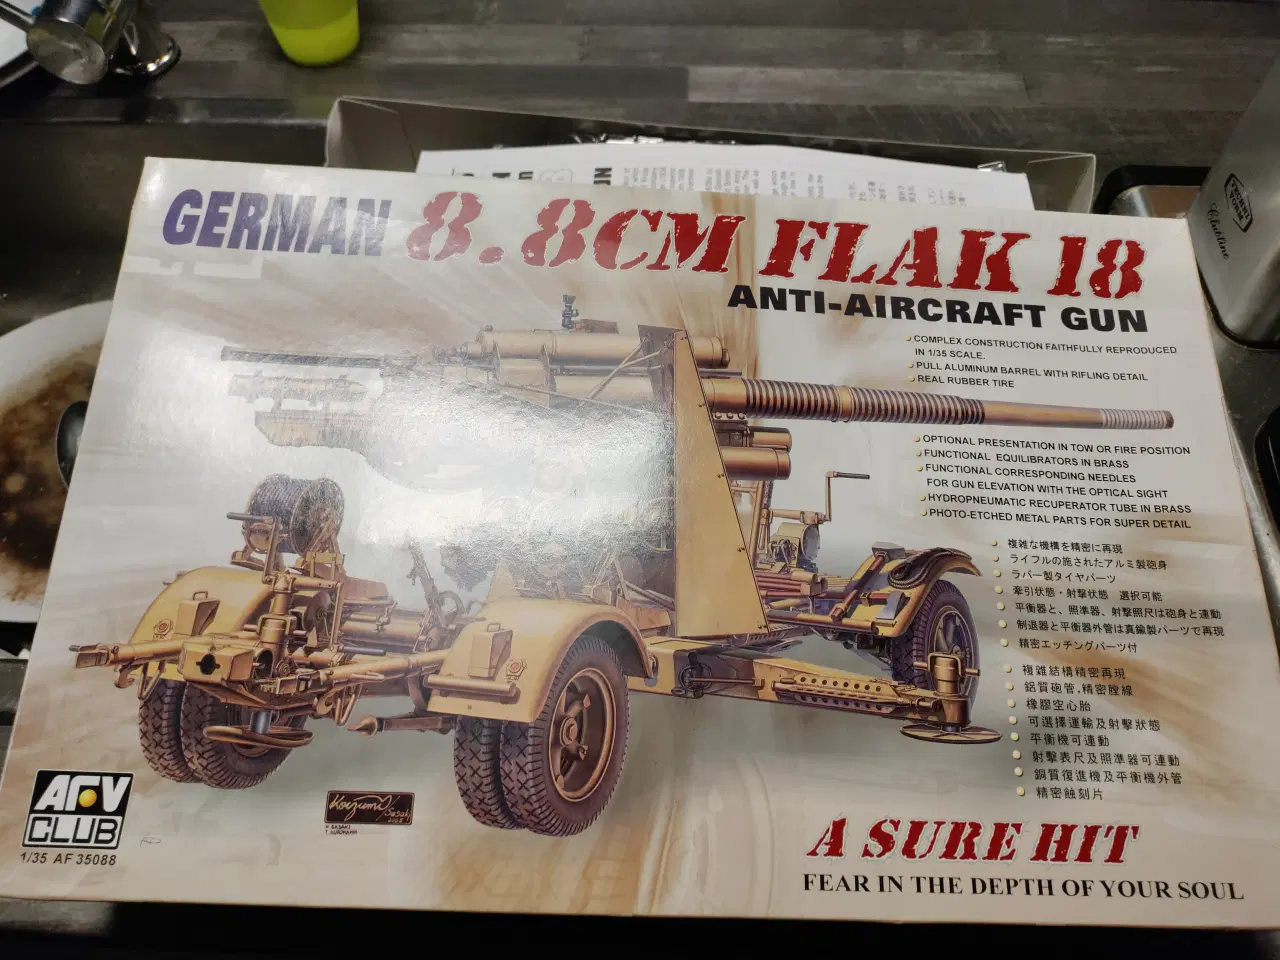 GERMAN 8.8CM FLAK 18
ANTI-AIRCRAFT GUN
COMPLEX CONSTRUCTION FAITHFULLY REPRODUCED
IN 1/35 SCALE.
PULL ALUMINUM BARREL WITH RIFLING DETAIL
REAL RUBBER TIRE
OPTIONAL PRESENTATION IN TOW OR FIRE POSITION
FUNCTIONAL EQUILIBRATORS IN BRASS
FUNCTIONAL CORRESPONDING NEEDLES
FOR GUN ELEVATION WITH THE OPTICAL SIGHT
HYDROPNEUMATIC RECUPERATOR TUBE IN BRASS
PHOTO-ETCHED METAL PARTS FOR SUPER DETAIL
複雑な機構を精密に再現
ライフルの施されたアルミ製砲身
ラバー製タイヤパーツ
牽引状態・射撃状態 選択可能
平衡器と、照準器、射撃照尺は砲身と連動
制退器と平衡器外管は真鍮製パーツで再現
精密エッチングパーツ付
複雜結構精密再現
鋁質砲管,精密膛線
橡膠空心胎
可選擇運輸及射擊狀態
平衡機可連動
射擊表尺及照準器可連動
銅質復進機及平衡機外管
精密蝕刻片
AFV
CLUB
1/35 AF 35088
Koizumi
Sasaki
H SASAKI
T. KUROHAMA
A SURE HIT
FEAR IN THE DEPTH OF YOUR SOUL
Clubline